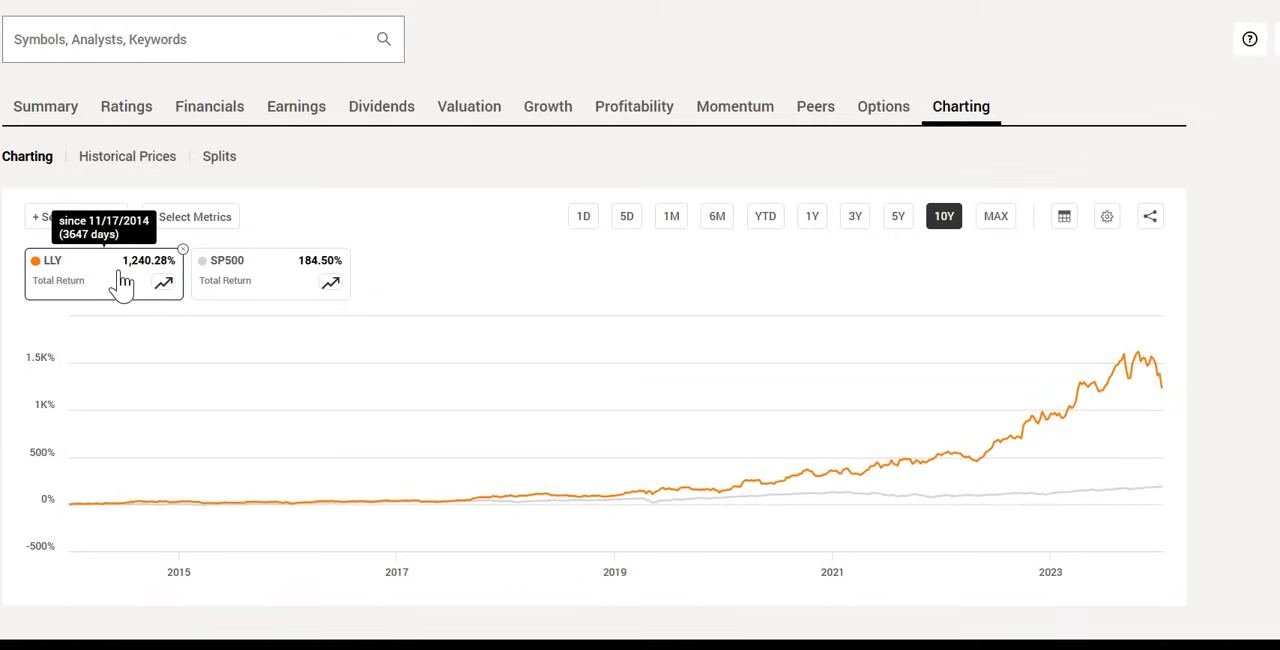 Symbols, Analysts, Keywords
Summary Ratings Financials Earnings Dividends Valuation Growth Profitability Momentum Peers Options Charting
Charting Historical Prices Splits
+ Se
since 11/17/2014
(3647 days)
Select Metrics
1D 5D 1M 6M YTD 1Y 3Y 5Y 10Y MAX
LLY 1,240.28%
Total Return
SP500 184.50%
Total Return
1.5K%
1K%
500%
0%
-500%
2015 2017 2019 2021 2023